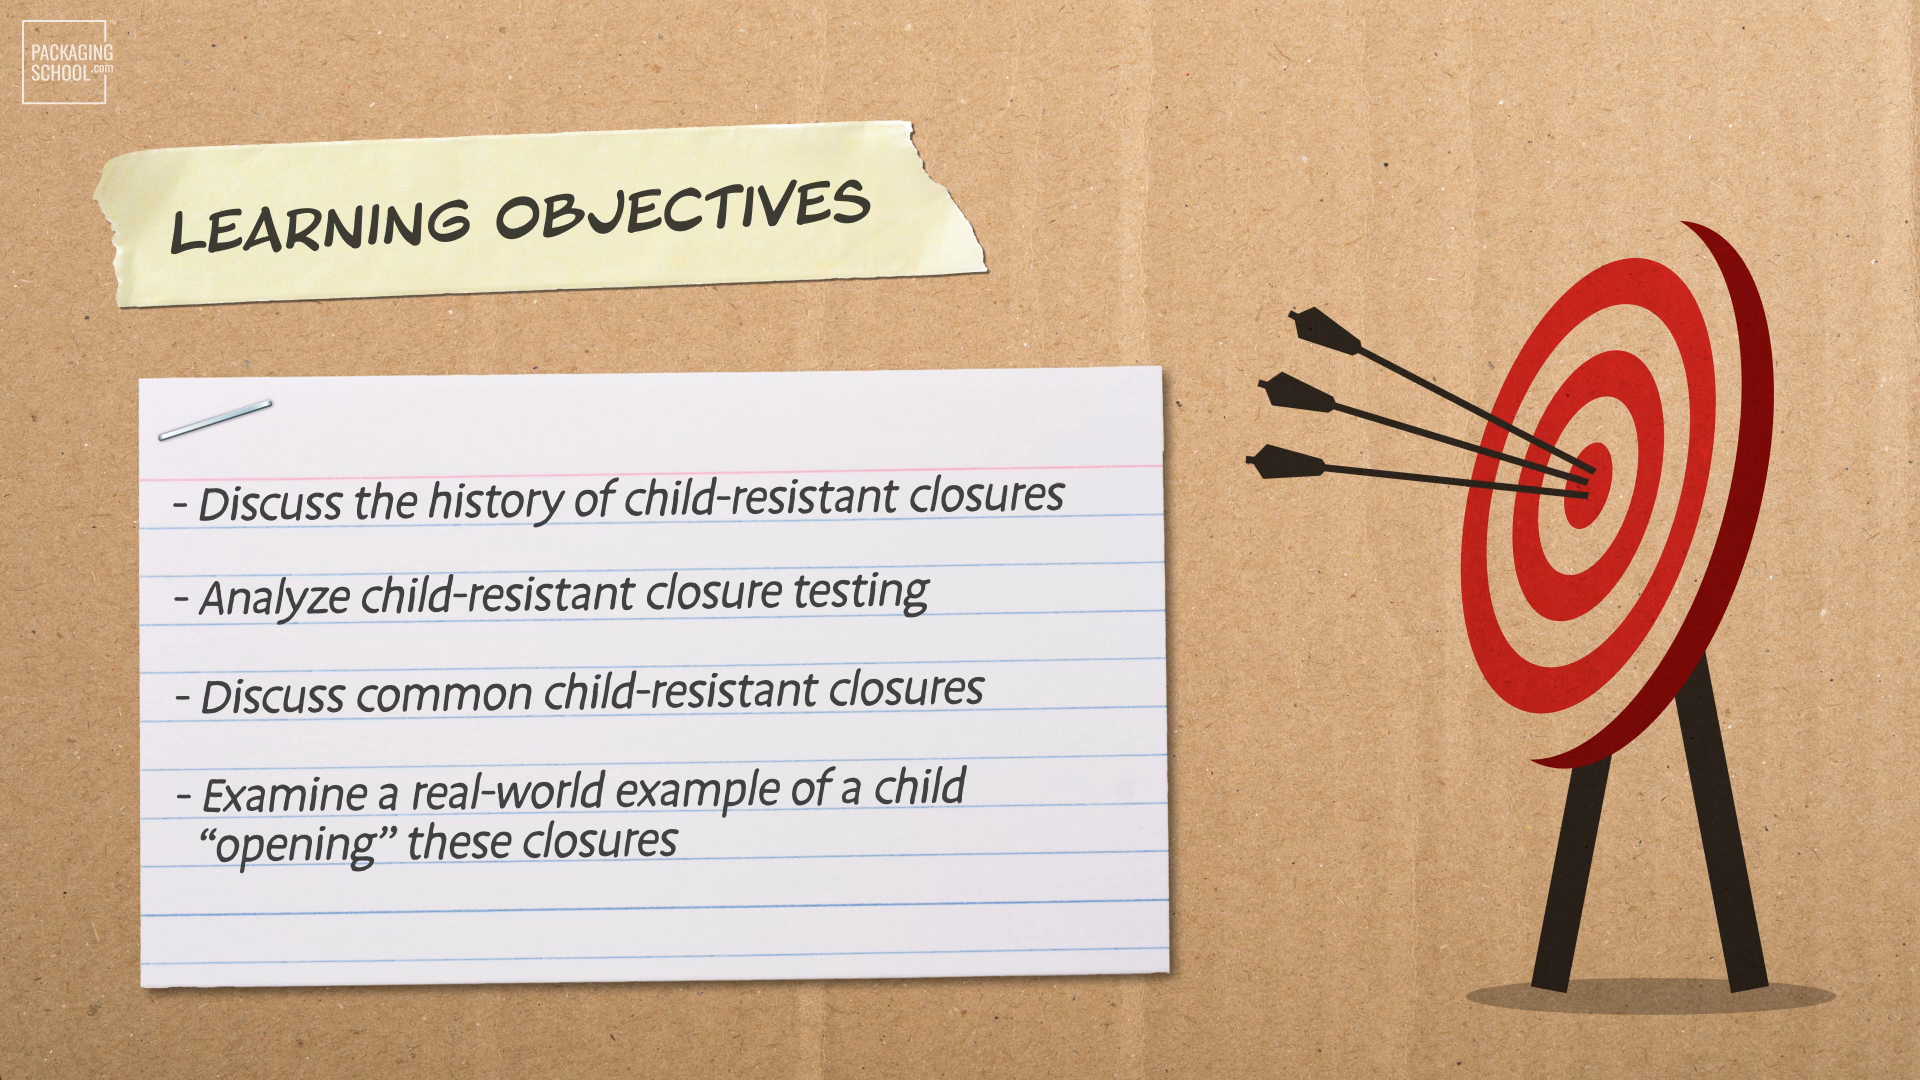 PACKAGING
SCHOOL.com
LEARNING OBJECTIVES
- Discuss the history of child-resistant closures
- Analyze child-resistant closure testing
- Discuss common child-resistant closures
- Examine a real-world example of a child
“opening” these closures